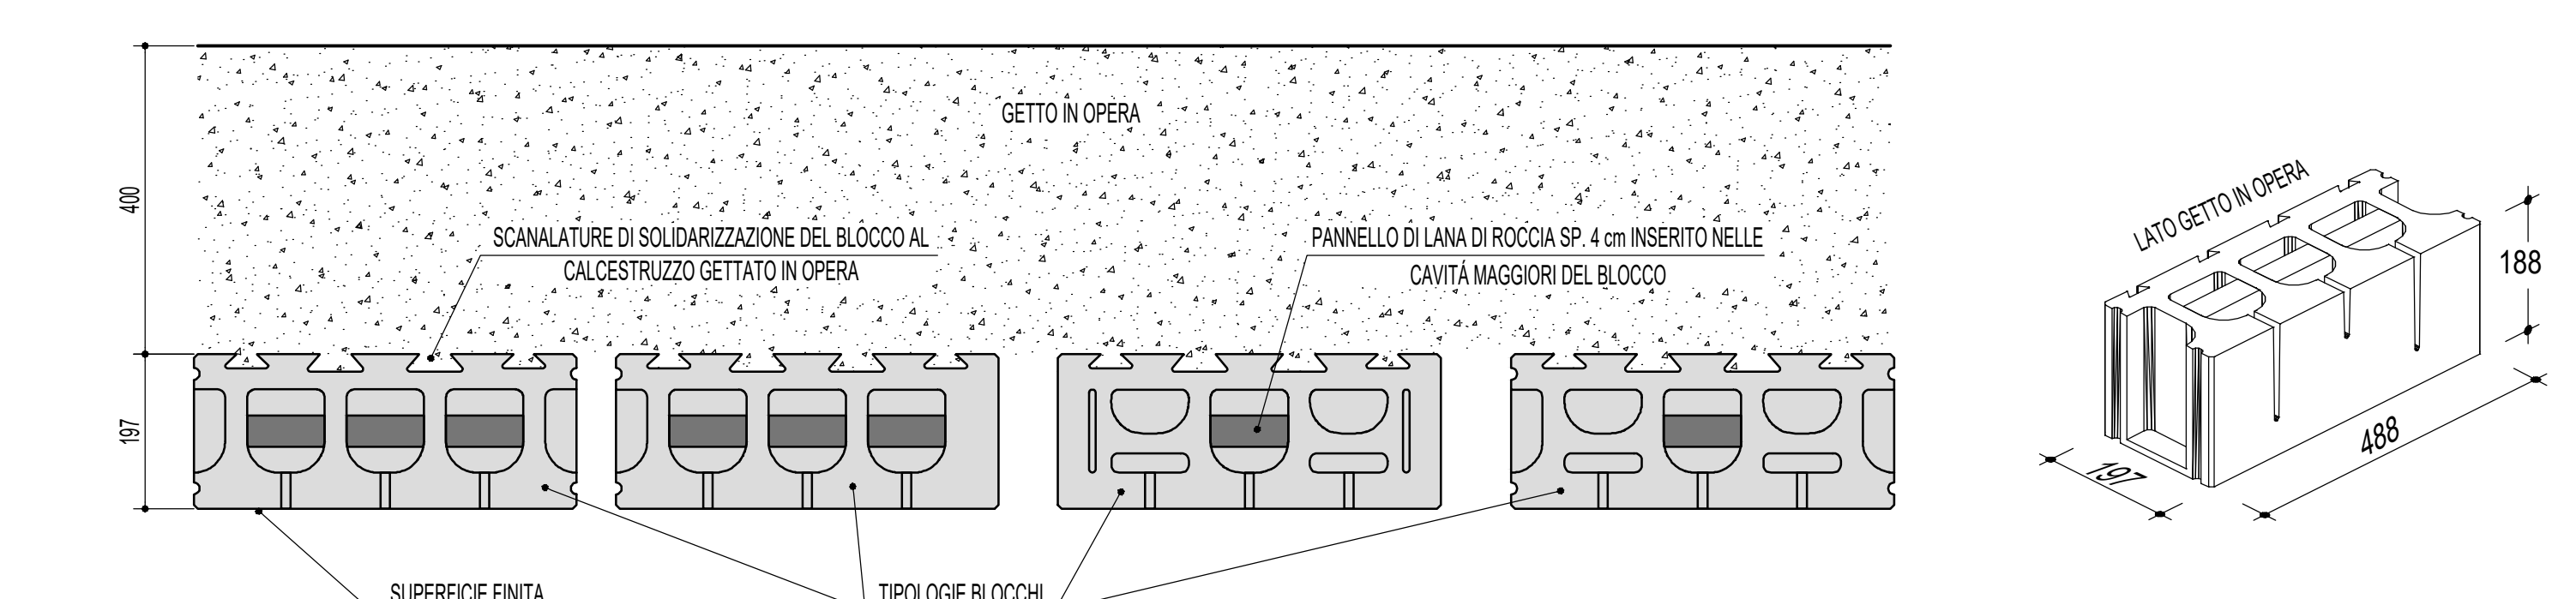 GETTO IN OPERA
400
SCANALATURE DI SOLIDARIZZAZIONE DEL BLOCCO AL
CALCESTRUZZO GETTATO IN OPERA
PANNELLO DI LANA DI ROCCIA SP. 4 cm INSERITO NELLE
CAVITÁ MAGGIORI DEL BLOCCO
197
SUPERFICIE FINITA
TIPOLOGIE BLOCCHI
LATO GETTO IN OPERA
188
488
197